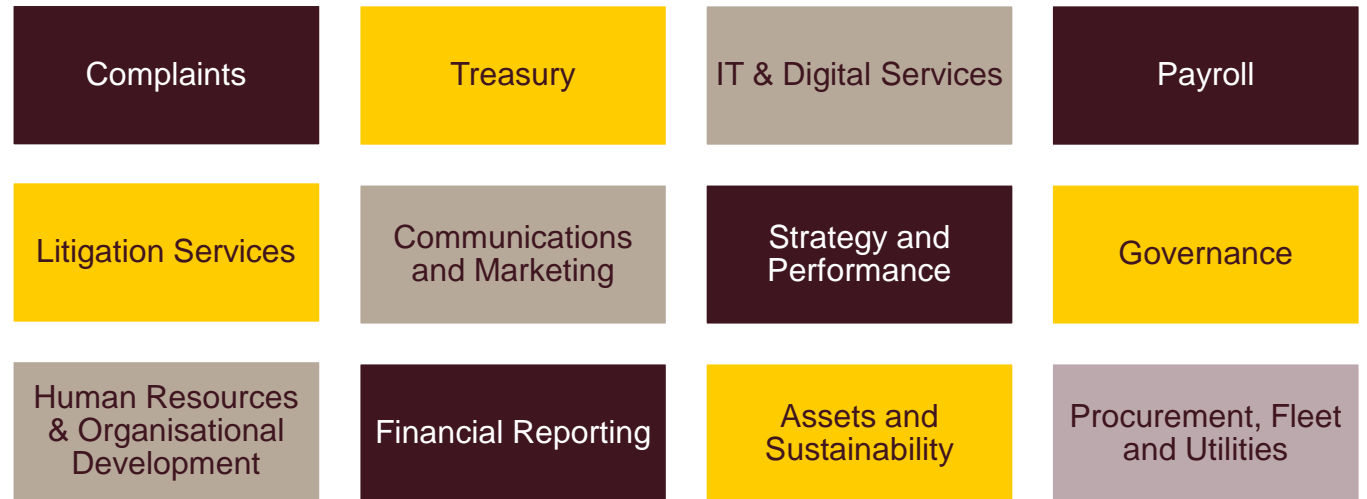 Complaints
Treasury
IT & Digital Services
Payroll
Litigation Services
Communications
and Marketing
Strategy and
Performance
Governance
Human Resources
& Organisational
Development
Financial Reporting
Assets and
Sustainability
Procurement, Fleet
and Utilities